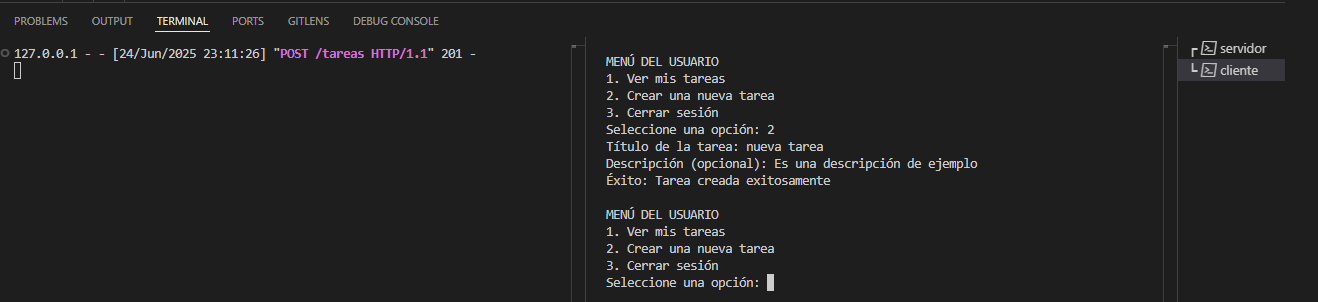 PROBLEMS OUTPUT TERMINAL PORTS GITLENS DEBUG CONSOLE
127.0.0.1 - - [24/Jun/2025 23:11:26] "POST /tareas HTTP/1.1" 201 -
MENÚ DEL USUARIO
1. Ver mis tareas
2. Crear una nueva tarea
3. Cerrar sesión
Seleccione una opción: 2
Título de la tarea: nueva tarea
Descripción (opcional): Es una descripción de ejemplo
Éxito: Tarea creada exitosamente
MENÚ DEL USUARIO
1. Ver mis tareas
2. Crear una nueva tarea
3. Cerrar sesión
Seleccione una opción:
servidor
cliente